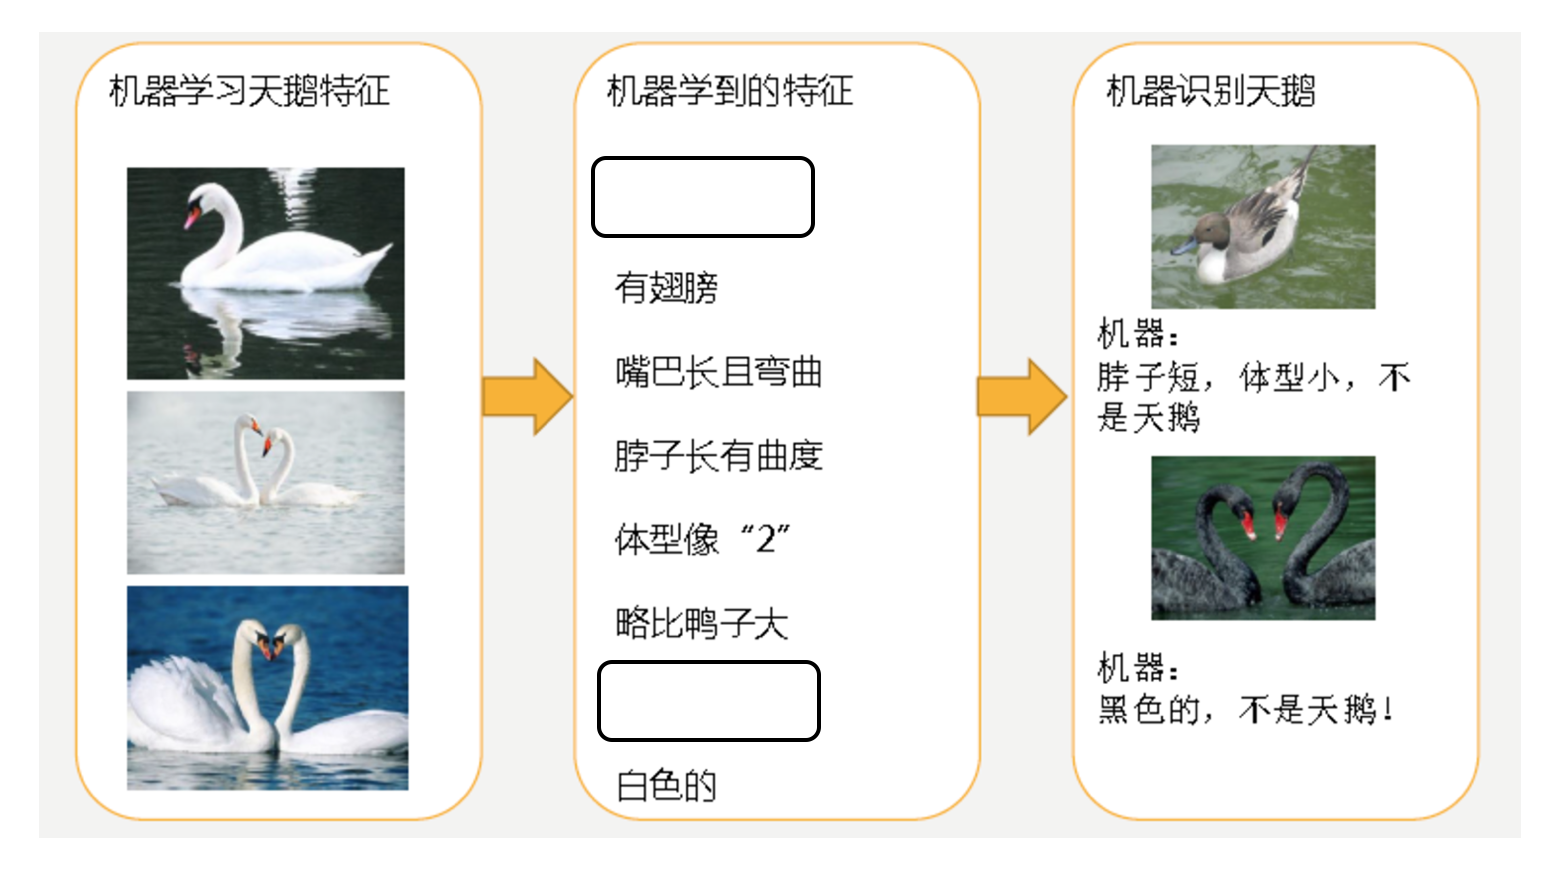 机器学习天鹅特征
机器学到的特征
有翅膀
嘴巴长且弯曲
脖子长有曲度
体型像“2”
略比鸭子大
白色的
机器识别天鹅
机器：
脖子短，体型小，不
是天鹅
机器：
黑色的，不是天鹅！